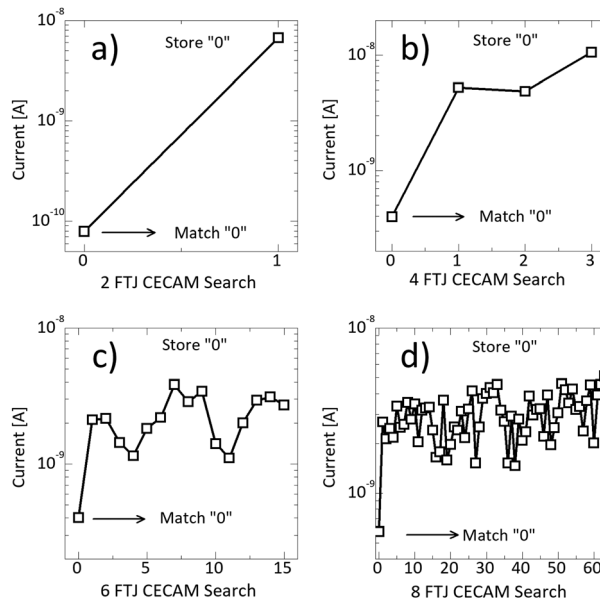 a)
Store "0"
10^-8
10^-9
10^-10
Current [A]
Match "0"
0 1
2 FTJ CECAM Search
b)
Store "0"
10^-8
10^-9
Current [A]
Match "0"
0 1 2 3
4 FTJ CECAM Search
c)
Store "0"
10^-8
10^-9
Current [A]
Match "0"
0 5 10 15
6 FTJ CECAM Search
d)
Store "0"
10^-8
10^-9
Current [A]
Match "0"
0 10 20 30 40 50 60
8 FTJ CECAM Search